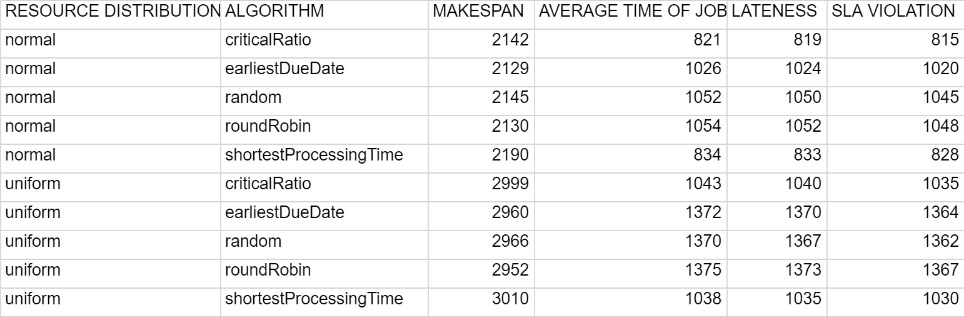 RESOURCE DISTRIBUTION ALGORITHM MAKESPAN AVERAGE TIME OF JOB LATENESS SLA VIOLATION
normal criticalRatio 2142 821 819 815
normal earliestDueDate 2129 1026 1024 1020
normal random 2145 1052 1050 1045
normal roundRobin 2130 1054 1052 1048
normal shortestProcessingTime 2190 834 833 828
uniform criticalRatio 2999 1043 1040 1035
uniform earliestDueDate 2960 1372 1370 1364
uniform random 2966 1370 1367 1362
uniform roundRobin 2952 1375 1373 1367
uniform shortestProcessingTime 3010 1038 1035 1030